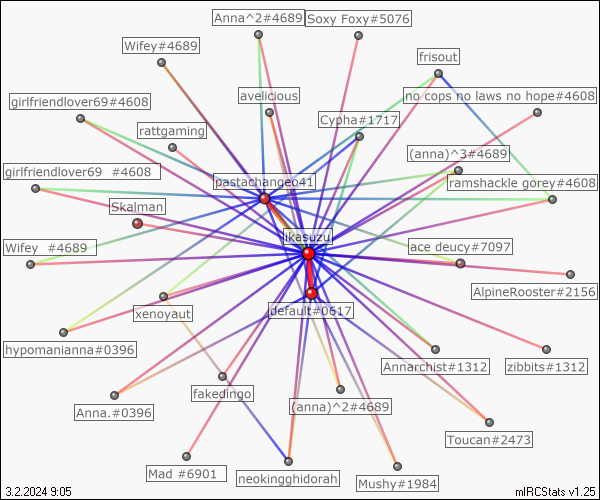 Anna^2#4689
Soxy Foxy#5076
Wifey#4689
frisout
girlfriendlover69#4608
avelicious
no cops no laws no hope#4608
rattgaming
Cypha#1717
(anna)^3#4689
girlfriendlover69 #4608
pastachange041
ramshackle gorey#4608
Skalman
Wifey #4689
ikasuzu
ace deucy#7097
AlpineRooster#2156
xenoyaut
default#0617
hypomanianna#0396
Annarchist#1312
zibbits#1312
Anna.#0396
fakedingo
(anna)^2#4689
Toucan#2473
Mad #6901
neokingghidorah
Mushy#1984
3.2.2024 9:05
mIRCStats v1.25